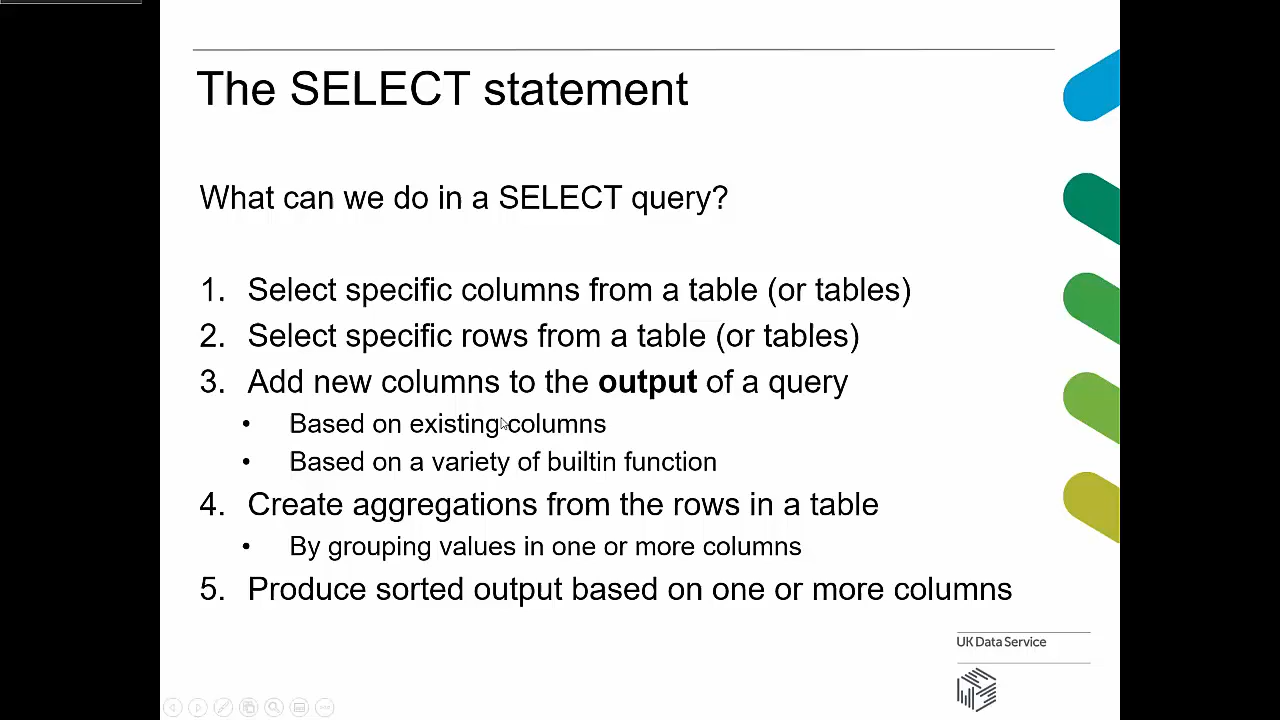 The SELECT statement
What can we do in a SELECT query?
1. Select specific columns from a table (or tables)
2. Select specific rows from a table (or tables)
3. Add new columns to the output of a query
• Based on existing columns
• Based on a variety of builtin function
4. Create aggregations from the rows in a table
• By grouping values in one or more columns
5. Produce sorted output based on one or more columns
UK Data Service